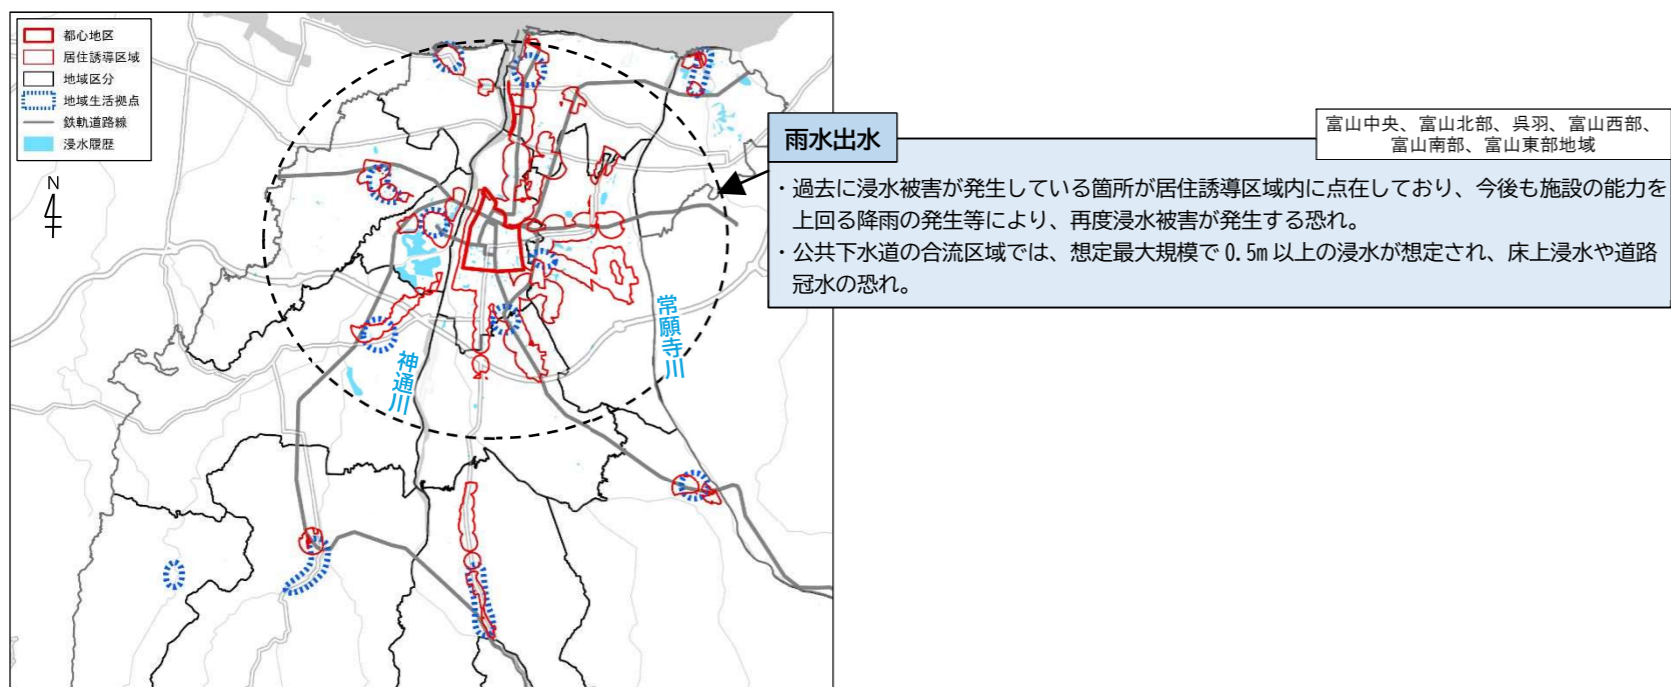 都心地区
居住誘導区域
地域区分
地域生活拠点
鉄軌道路線
浸水履歴
N
神通川
常願寺川
雨水出水
富山中央、富山北部、呉羽、富山西部、
富山南部、富山東部地域
・過去に浸水被害が発生している箇所が居住誘導区域内に点在しており、今後も施設の能力を
上回る降雨の発生等により、再度浸水被害が発生する恐れ。
・公共下水道の合流区域では、想定最大規模で 0.5m 以上の浸水が想定され、床上浸水や道路
冠水の恐れ。